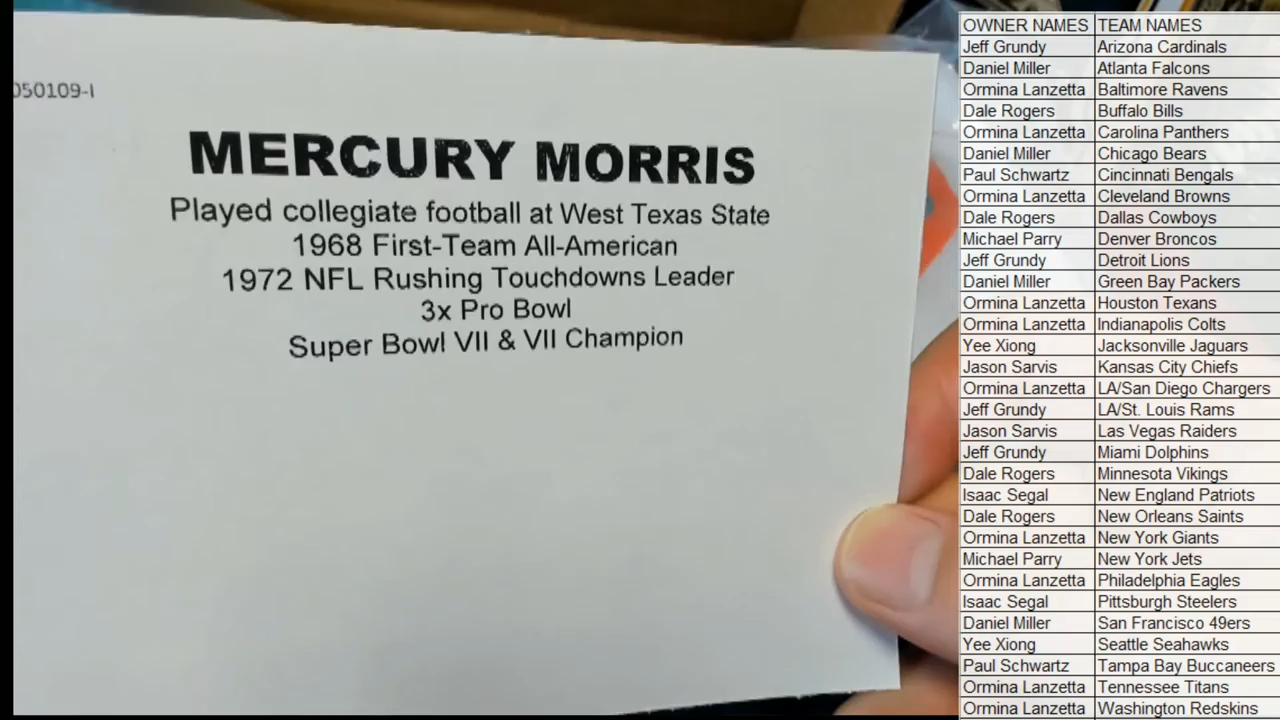 050109-I
MERCURY MORRIS
Played collegiate football at West Texas State
1968 First-Team All-American
1972 NFL Rushing Touchdowns Leader
3x Pro Bowl
Super Bowl VII & VII Champion
OWNER NAMES TEAM NAMES
Jeff Grundy Arizona Cardinals
Daniel Miller Atlanta Falcons
Ormina Lanzetta Baltimore Ravens
Dale Rogers Buffalo Bills
Ormina Lanzetta Carolina Panthers
Daniel Miller Chicago Bears
Paul Schwartz Cincinnati Bengals
Ormina Lanzetta Cleveland Browns
Dale Rogers Dallas Cowboys
Michael Parry Denver Broncos
Jeff Grundy Detroit Lions
Daniel Miller Green Bay Packers
Ormina Lanzetta Houston Texans
Ormina Lanzetta Indianapolis Colts
Yee Xiong Jacksonville Jaguars
Jason Sarvis Kansas City Chiefs
Ormina Lanzetta LA/San Diego Chargers
Jeff Grundy LA/St. Louis Rams
Jason Sarvis Las Vegas Raiders
Jeff Grundy Miami Dolphins
Dale Rogers Minnesota Vikings
Isaac Segal New England Patriots
Dale Rogers New Orleans Saints
Ormina Lanzetta New York Giants
Michael Parry New York Jets
Ormina Lanzetta Philadelphia Eagles
Isaac Segal Pittsburgh Steelers
Daniel Miller San Francisco 49ers
Yee Xiong Seattle Seahawks
Paul Schwartz Tampa Bay Buccaneers
Ormina Lanzetta Tennessee Titans
Ormina Lanzetta Washington Redskins